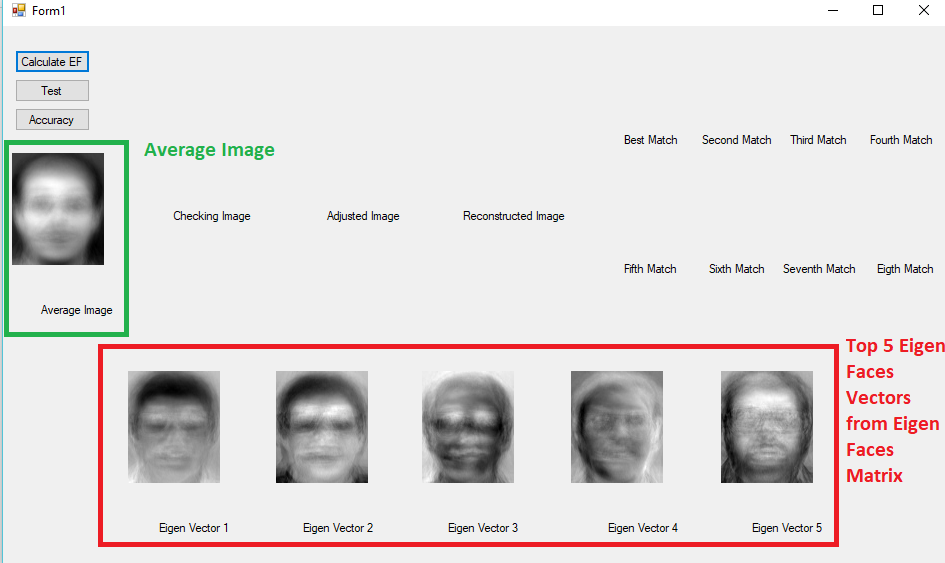 Form1
Calculate EF
Test
Accuracy
Average Image
Best Match
Second Match
Third Match
Fourth Match
Checking Image
Adjusted Image
Reconstructed Image
Fifth Match
Sixth Match
Seventh Match
Eigth Match
Average Image
Top 5 Eigen
Faces
Vectors
from Eigen
Faces
Matrix
Eigen Vector 1
Eigen Vector 2
Eigen Vector 3
Eigen Vector 4
Eigen Vector 5